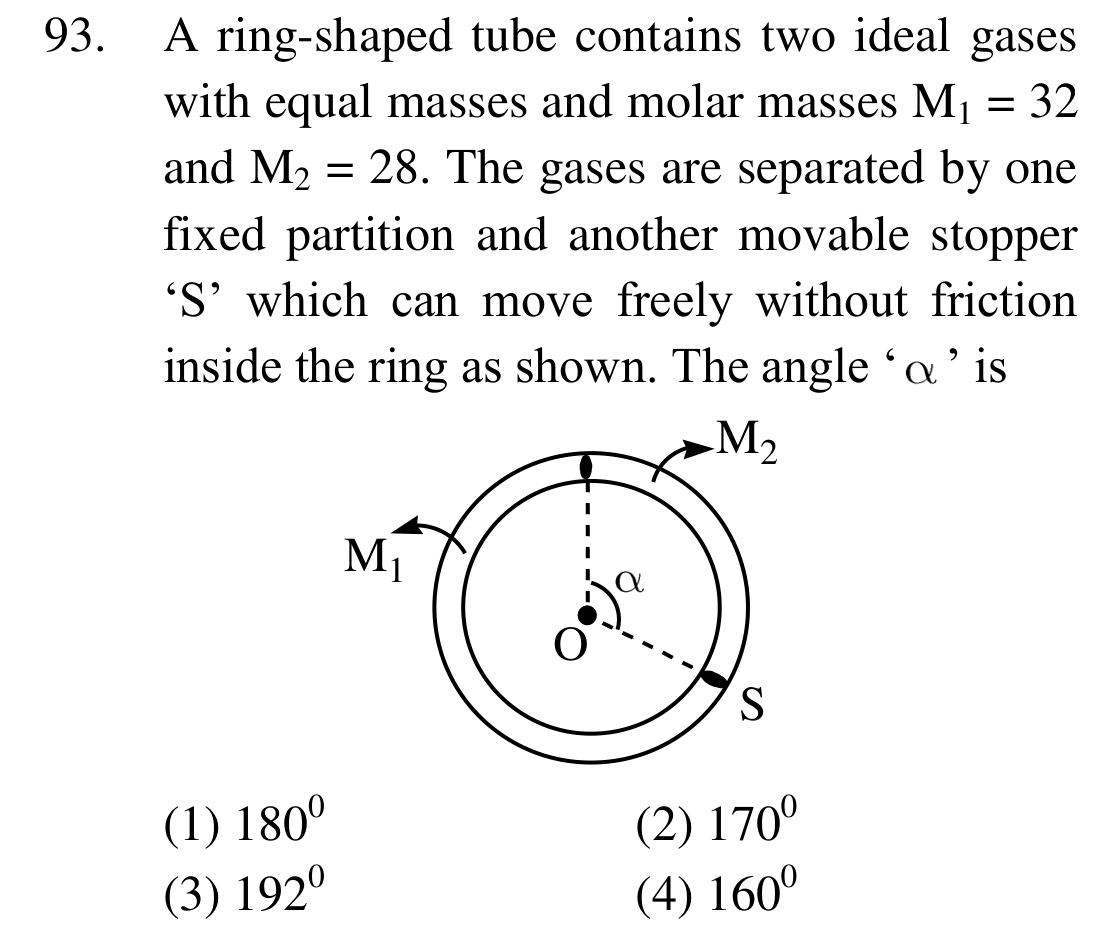 93. A ring-shaped tube contains two ideal gases
with equal masses and molar masses M₁ = 32
and M₂ = 28. The gases are separated by one
fixed partition and another movable stopper
‘S’ which can move freely without friction
inside the ring as shown. The angle ‘α’ is
M₂
M₁
α
O
S
(1) 180⁰ (2) 170⁰
(3) 192⁰ (4) 160⁰